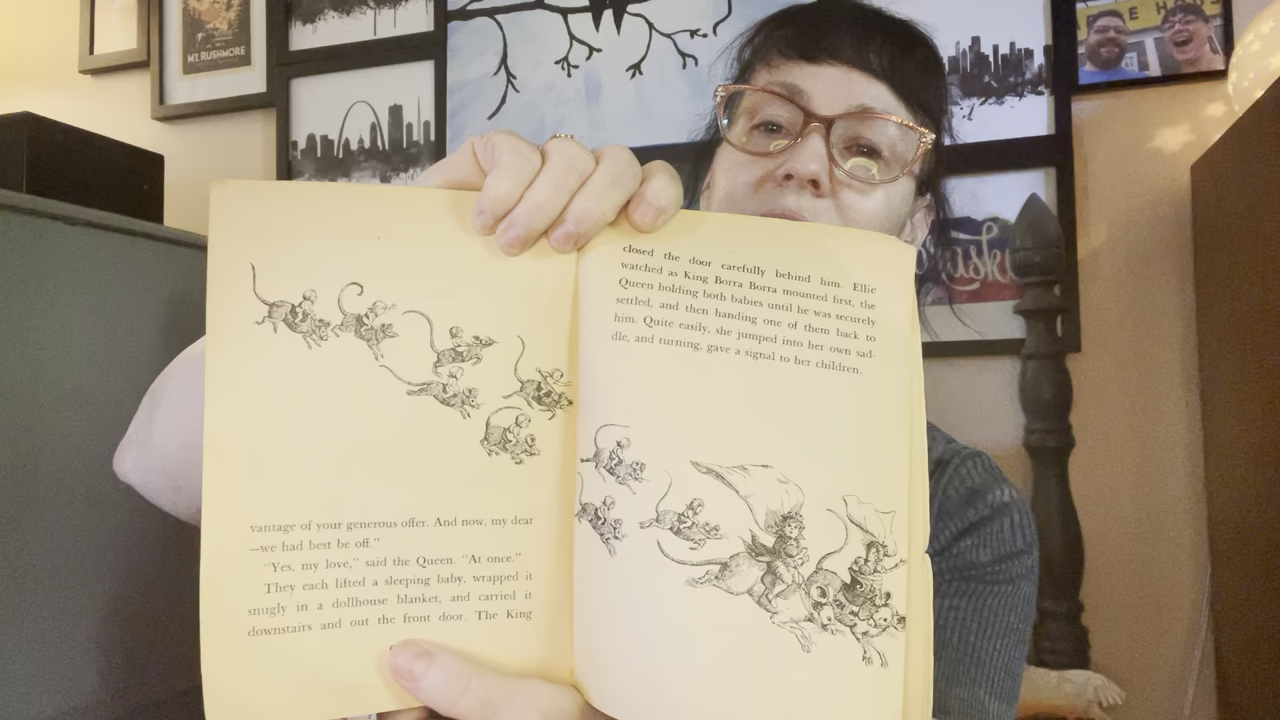 MT. RUSHMORE
vantage of your generous offer. And now, my dear
—we had best be off."
"Yes, my love," said the Queen. "At once."
They each lifted a sleeping baby, wrapped it
snugly in a dollhouse blanket, and carried it
downstairs and out the front door. The King
closed the door carefully behind him. Ellie
watched as King Borra Borra mounted first, the
Queen holding both babies until he was securely
settled, and then handing one of them back to
him. Quite easily, she jumped into her own sad-
dle, and turning, gave a signal to her children.